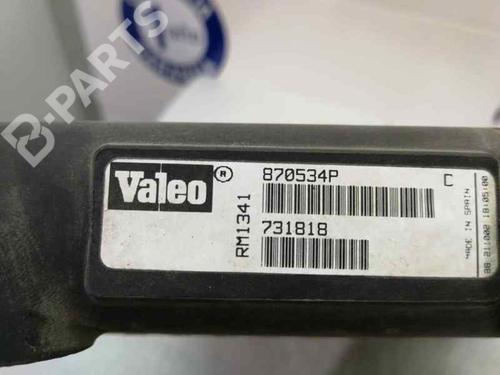 B-PARTS
Valeo ®
870534P
C
RM1341
731818
MADE IN SPAIN